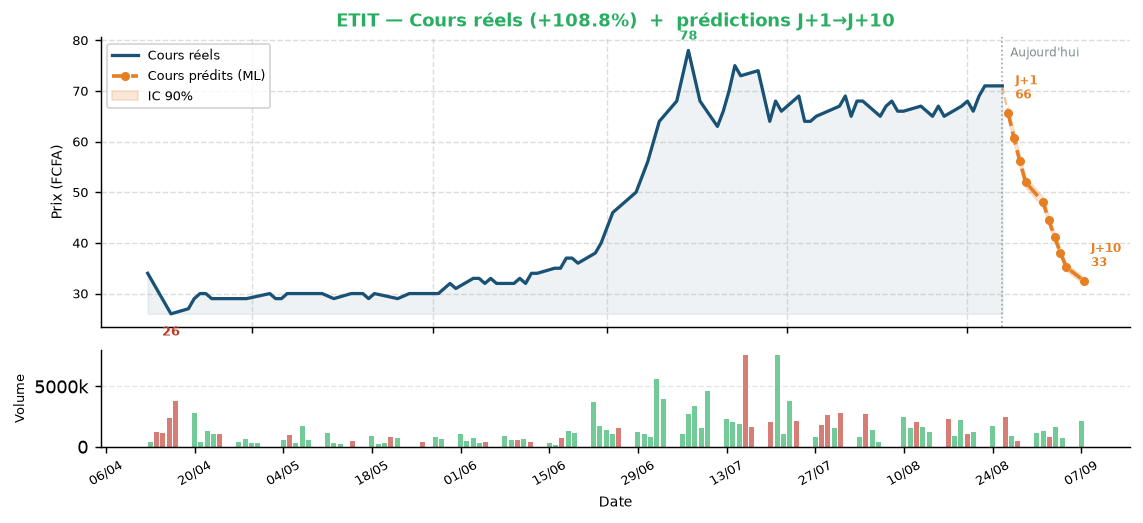 ETIT — Cours réels (+108.8%)  +  prédictions J+1→J+10
Cours réels
Cours prédits (ML)
IC 90%
78
Aujourd'hui
J+1
66
J+10
33
26
Prix (FCFA)
80
70
60
50
40
30
Volume
5000k
0
06/04
20/04
04/05
18/05
01/06
15/06
29/06
13/07
27/07
10/08
24/08
07/09
Date